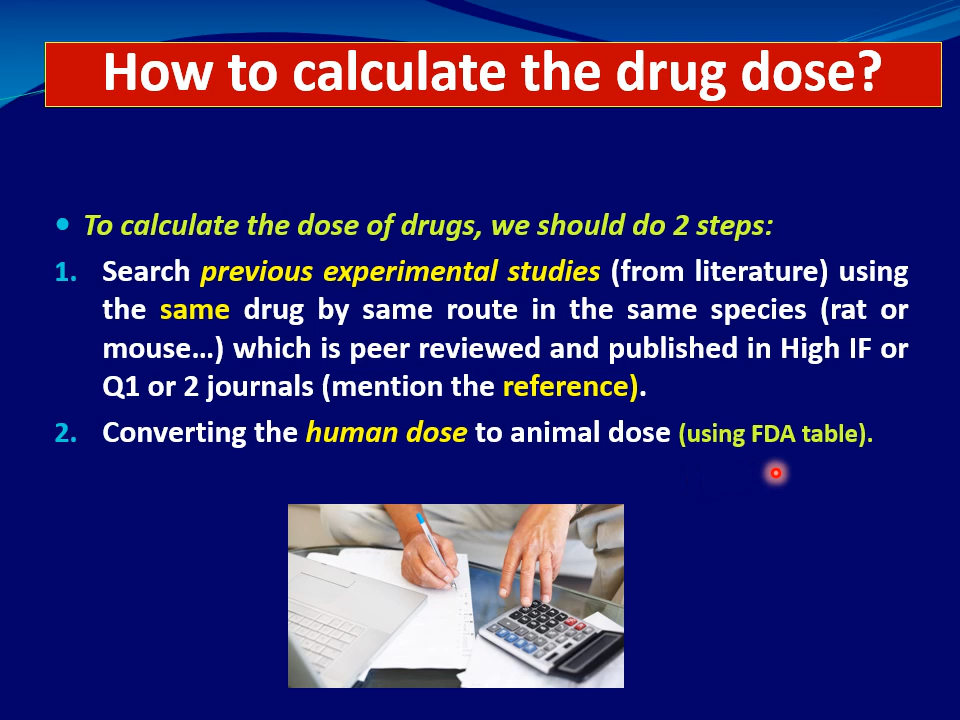 How to calculate the drug dose?
• To calculate the dose of drugs, we should do 2 steps:
1. Search previous experimental studies (from literature) using
the same drug by same route in the same species (rat or
mouse...) which is peer reviewed and published in High IF or
Q1 or 2 journals (mention the reference).
2. Converting the human dose to animal dose (using FDA table).